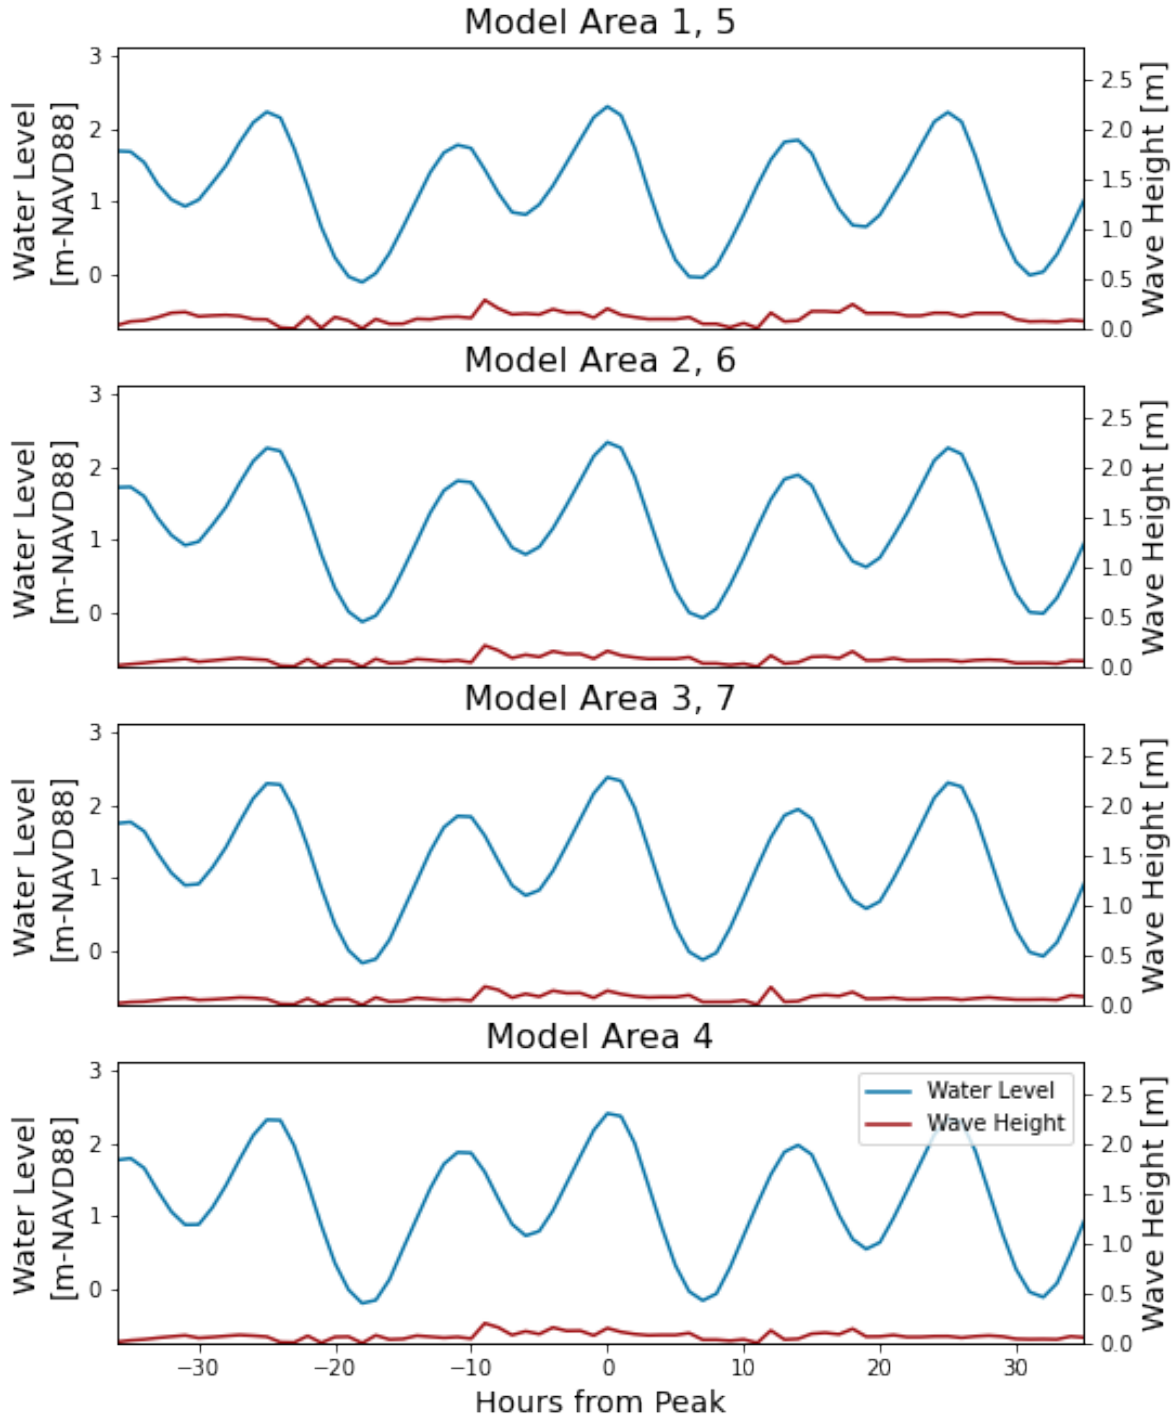 Model Area 1, 5
Water Level
[m-NAVD88]
3
2
1
0
2.5
2.0
1.5
1.0
0.5
0.0
Wave Height [m]
Model Area 2, 6
Water Level
[m-NAVD88]
3
2
1
0
2.5
2.0
1.5
1.0
0.5
0.0
Wave Height [m]
Model Area 3, 7
Water Level
[m-NAVD88]
3
2
1
0
2.5
2.0
1.5
1.0
0.5
0.0
Wave Height [m]
Model Area 4
Water Level
[m-NAVD88]
3
2
1
0
Water Level
Wave Height
2.5
2.0
1.5
1.0
0.5
0.0
Wave Height [m]
−30 −20 −10 0 10 20 30
Hours from Peak